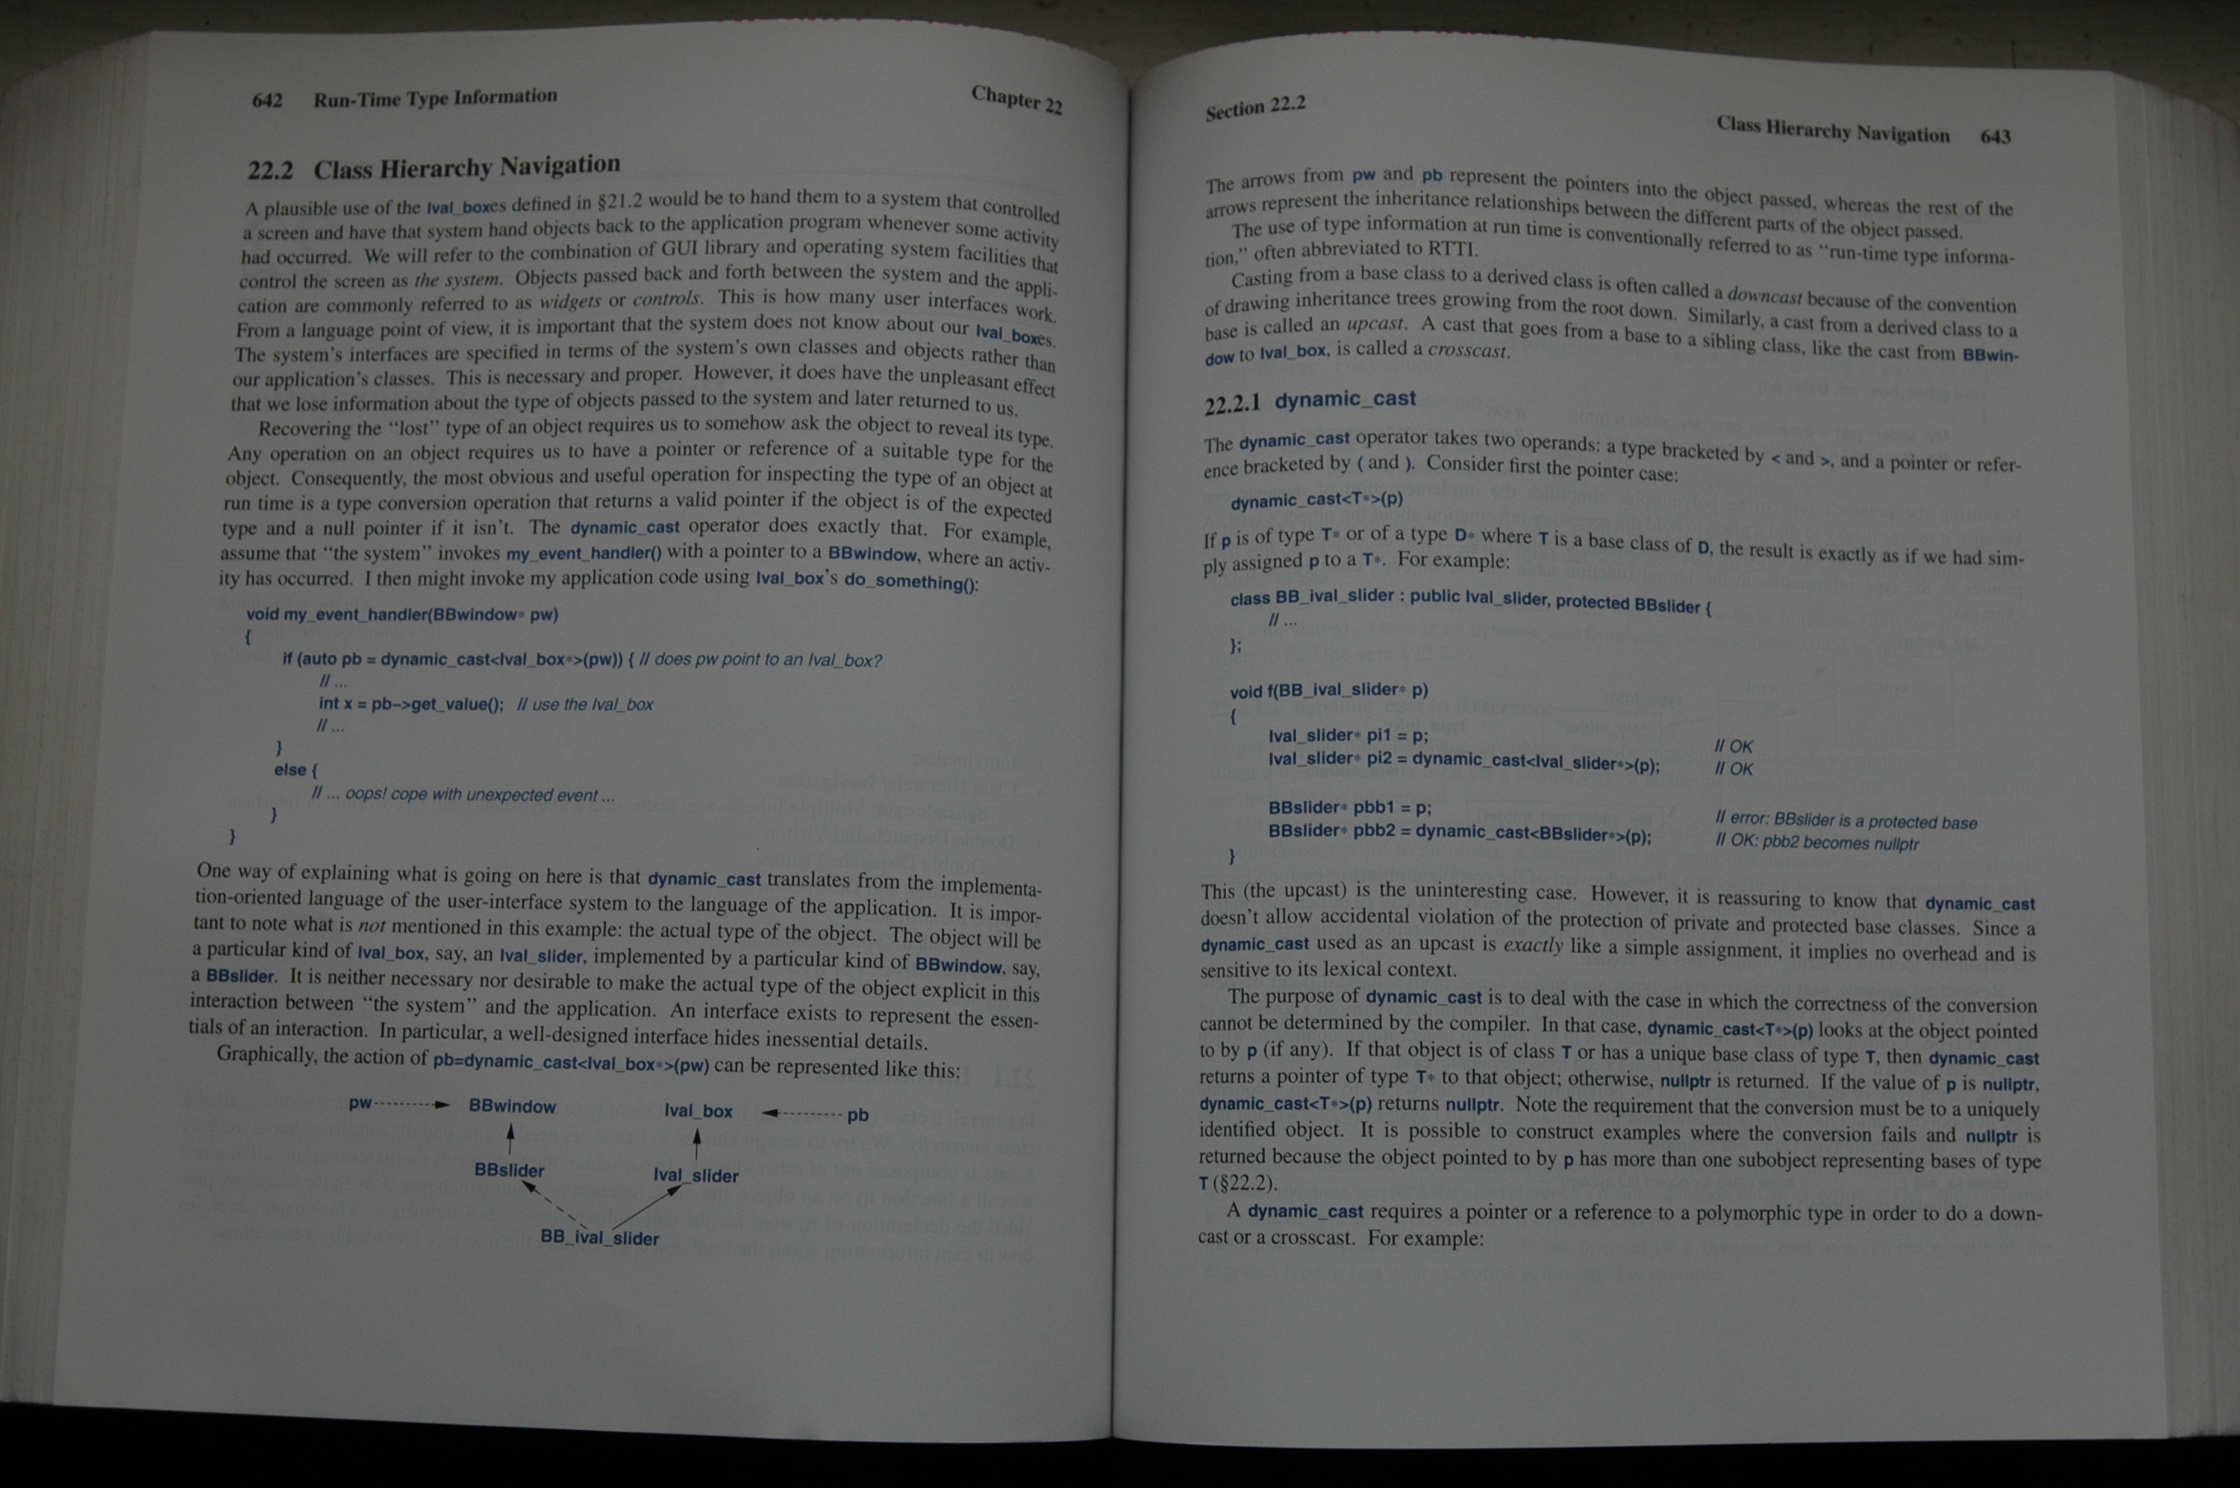 642 Run-Time Type Information Chapter 22
22.2 Class Hierarchy Navigation
A plausible use of the Ival_boxes defined in §21.2 would be to hand them to a system that controlled
a screen and have that system hand objects back to the application program whenever some activity
had occurred. We will refer to the combination of GUI library and operating system facilities that
control the screen as the system. Objects passed back and forth between the system and the appli-
cation are commonly referred to as widgets or controls. This is how many user interfaces work.
From a language point of view, it is important that the system does not know about our Ival_boxes.
The system's interfaces are specified in terms of the system's own classes and objects rather than
our application's classes. This is necessary and proper. However, it does have the unpleasant effect
that we lose information about the type of objects passed to the system and later returned to us.
Recovering the "lost" type of an object requires us to somehow ask the object to reveal its type.
Any operation on an object requires us to have a pointer or reference of a suitable type for the
object. Consequently, the most obvious and useful operation for inspecting the type of an object at
run time is a type conversion operation that returns a valid pointer if the object is of the expected
type and a null pointer if it isn't. The dynamic_cast operator does exactly that. For example,
assume that "the system" invokes my_event_handler() with a pointer to a BBwindow, where an activ-
ity has occurred. I then might invoke my application code using Ival_box's do_something():
void my_event_handler(BBwindow* pw)
{
if (auto pb = dynamic_cast<Ival_box*>(pw)) { // does pw point to an Ival_box?
// ...
int x = pb->get_value(); // use the Ival_box
// ...
}
else {
// ... oops! cope with unexpected event ...
}
}
One way of explaining what is going on here is that dynamic_cast translates from the implementa-
tion-oriented language of the user-interface system to the language of the application. It is impor-
tant to note what is not mentioned in this example: the actual type of the object. The object will be
a particular kind of Ival_box, say, an Ival_slider, implemented by a particular kind of BBwindow, say,
a BBslider. It is neither necessary nor desirable to make the actual type of the object explicit in this
interaction between "the system" and the application. An interface exists to represent the essen-
tials of an interaction. In particular, a well-designed interface hides inessential details.
Graphically, the action of pb=dynamic_cast<Ival_box*>(pw) can be represented like this:
pw BBwindow Ival_box pb
BBslider Ival_slider
BB_ival_slider
Section 22.2 Class Hierarchy Navigation 643
The arrows from pw and pb represent the pointers into the object passed, whereas the rest of the
arrows represent the inheritance relationships between the different parts of the object passed.
The use of type information at run time is conventionally referred to as "run-time type informa-
tion," often abbreviated to RTTI.
Casting from a base class to a derived class is often called a downcast because of the convention
of drawing inheritance trees growing from the root down. Similarly, a cast from a derived class to a
base is called an upcast. A cast that goes from a base to a sibling class, like the cast from BBwin-
dow to Ival_box, is called a crosscast.
22.2.1 dynamic_cast
The dynamic_cast operator takes two operands: a type bracketed by < and >, and a pointer or refer-
ence bracketed by ( and ). Consider first the pointer case:
dynamic_cast<T*>(p)
If p is of type T* or of a type D* where T is a base class of D, the result is exactly as if we had sim-
ply assigned p to a T*. For example:
class BB_ival_slider : public Ival_slider, protected BBslider {
// ...
};
void f(BB_ival_slider* p)
{
Ival_slider* pi1 = p; // OK
Ival_slider* pi2 = dynamic_cast<Ival_slider*>(p); // OK
BBslider* pbb1 = p; // error: BBslider is a protected base
BBslider* pbb2 = dynamic_cast<BBslider*>(p); // OK: pbb2 becomes nullptr
}
This (the upcast) is the uninteresting case. However, it is reassuring to know that dynamic_cast
doesn't allow accidental violation of the protection of private and protected base classes. Since a
dynamic_cast used as an upcast is exactly like a simple assignment, it implies no overhead and is
sensitive to its lexical context.
The purpose of dynamic_cast is to deal with the case in which the correctness of the conversion
cannot be determined by the compiler. In that case, dynamic_cast<T*>(p) looks at the object pointed
to by p (if any). If that object is of class T or has a unique base class of type T, then dynamic_cast
returns a pointer of type T* to that object; otherwise, nullptr is returned. If the value of p is nullptr,
dynamic_cast<T*>(p) returns nullptr. Note the requirement that the conversion must be to a uniquely
identified object. It is possible to construct examples where the conversion fails and nullptr is
returned because the object pointed to by p has more than one subobject representing bases of type
T (§22.2).
A dynamic_cast requires a pointer or a reference to a polymorphic type in order to do a down-
cast or a crosscast. For example: